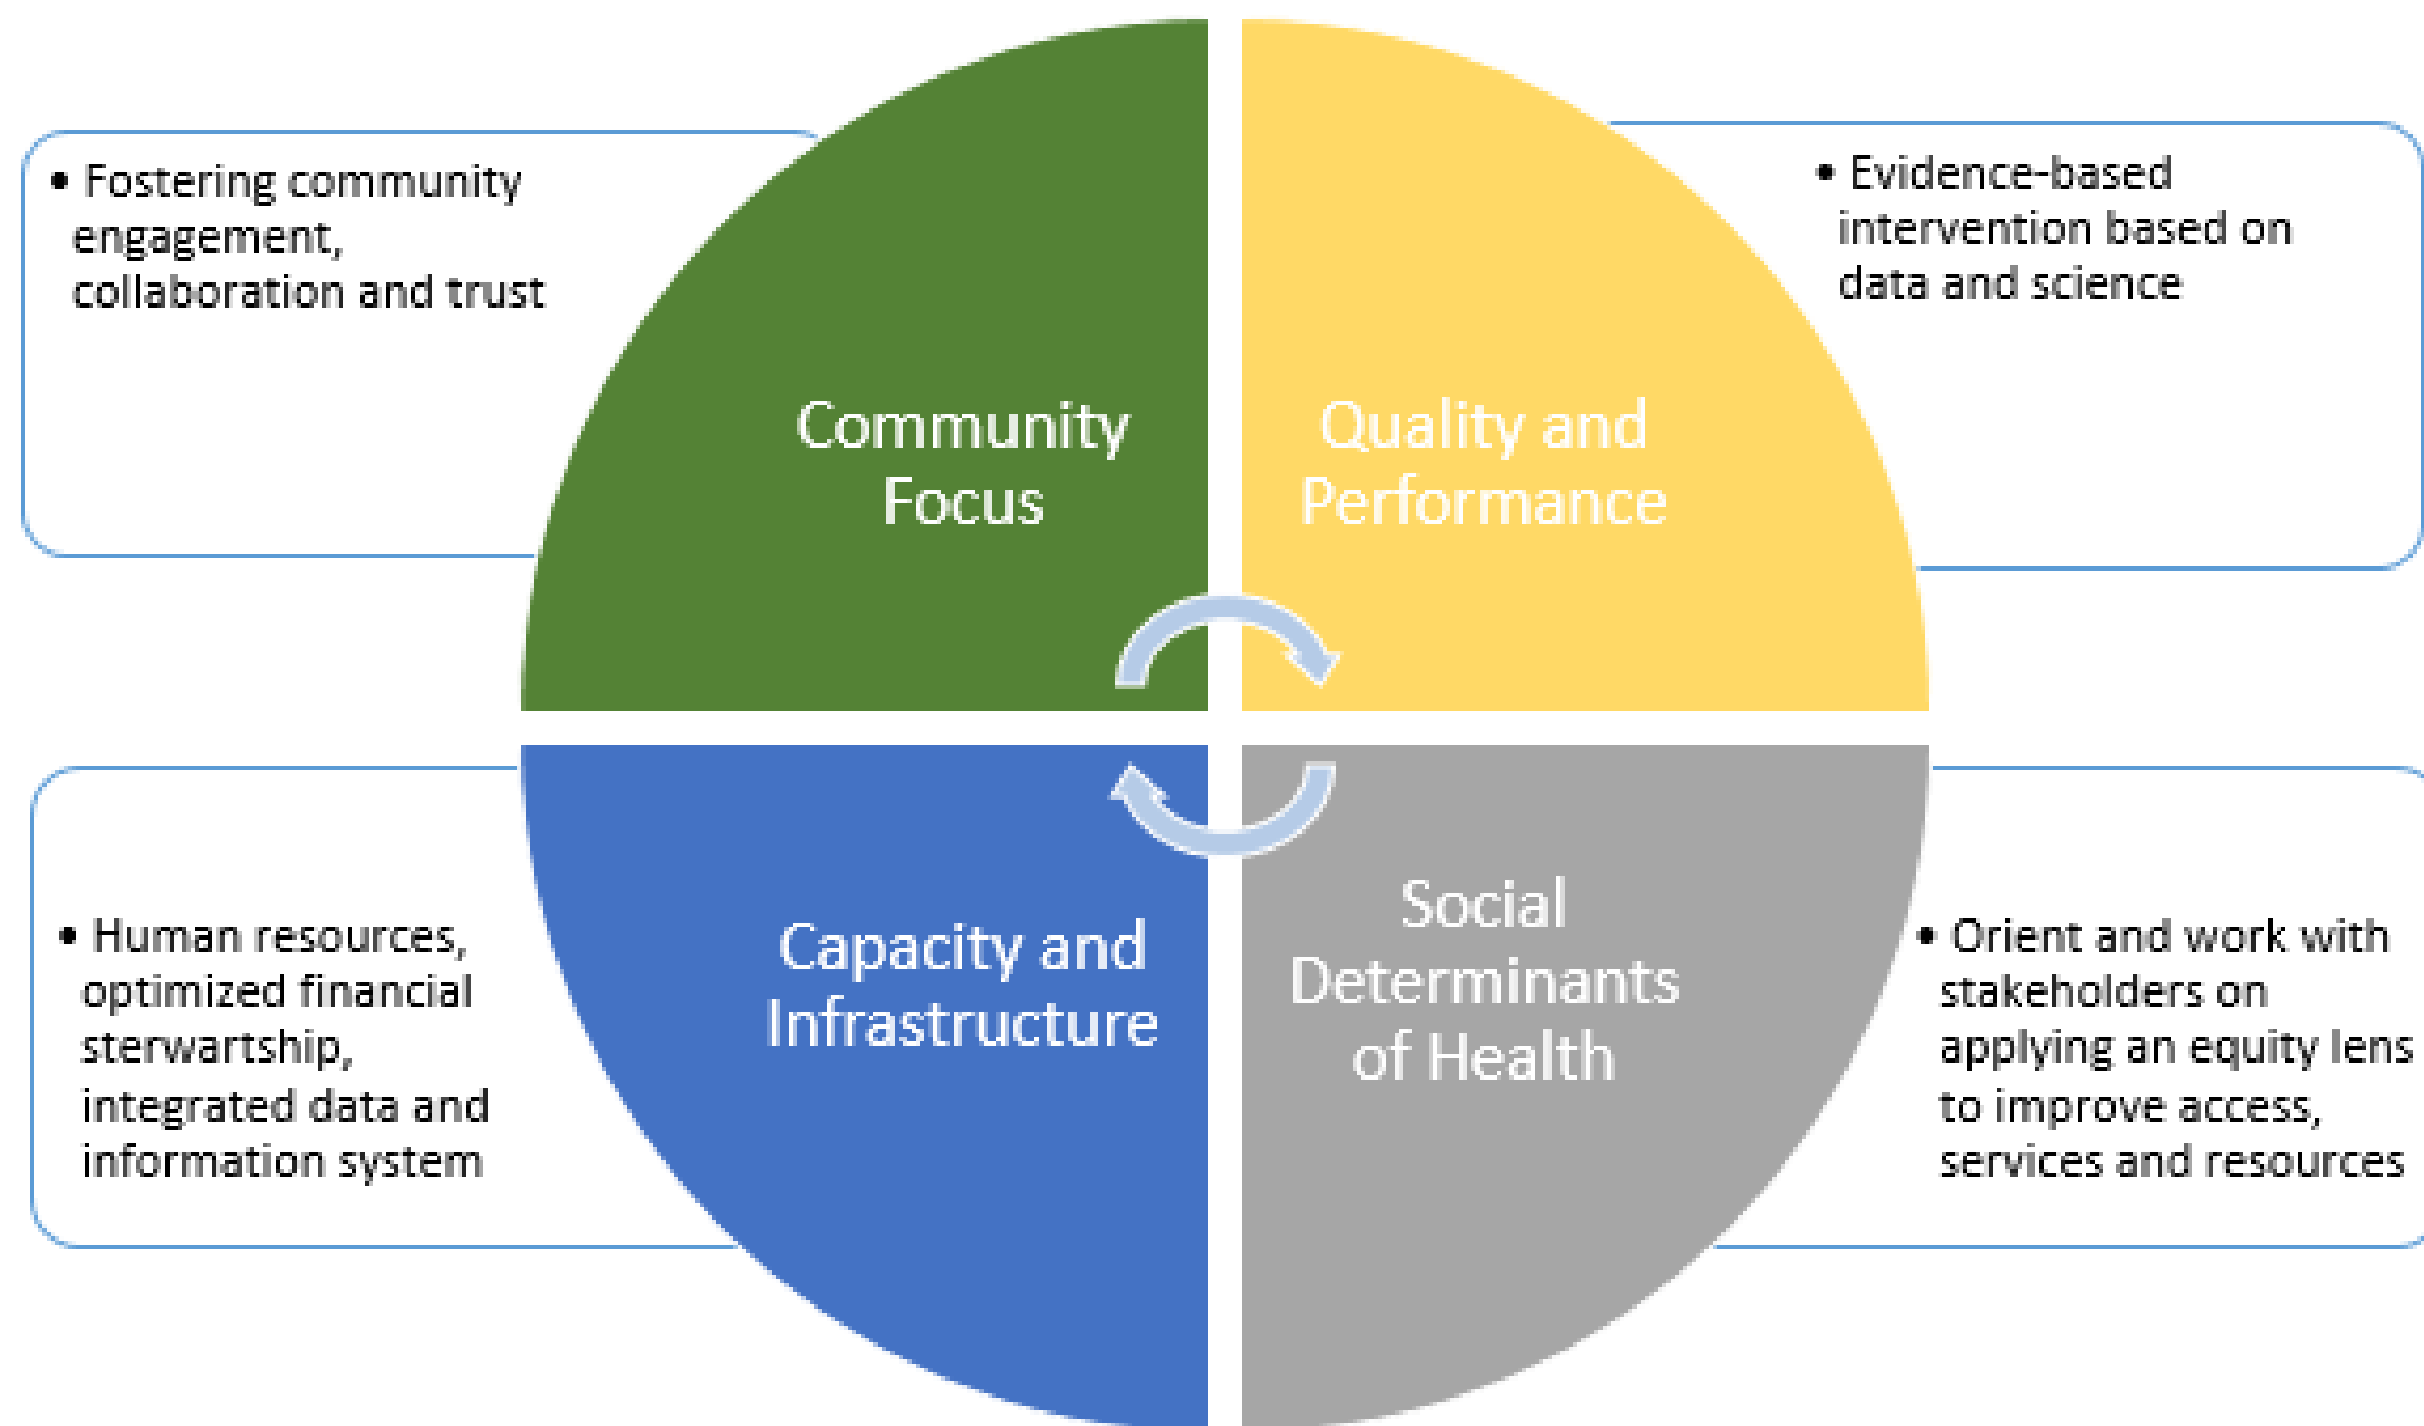 • Fostering community
engagement,
collaboration and trust
Community
Focus
Quality and
Performance
• Evidence-based
intervention based on
data and science
• Human resources,
optimized financial
sterwartship,
integrated data and
information system
Capacity and
Infrastructure
Social
Determinants
of Health
• Orient and work with
stakeholders on
applying an equity lens
to improve access,
services and resources